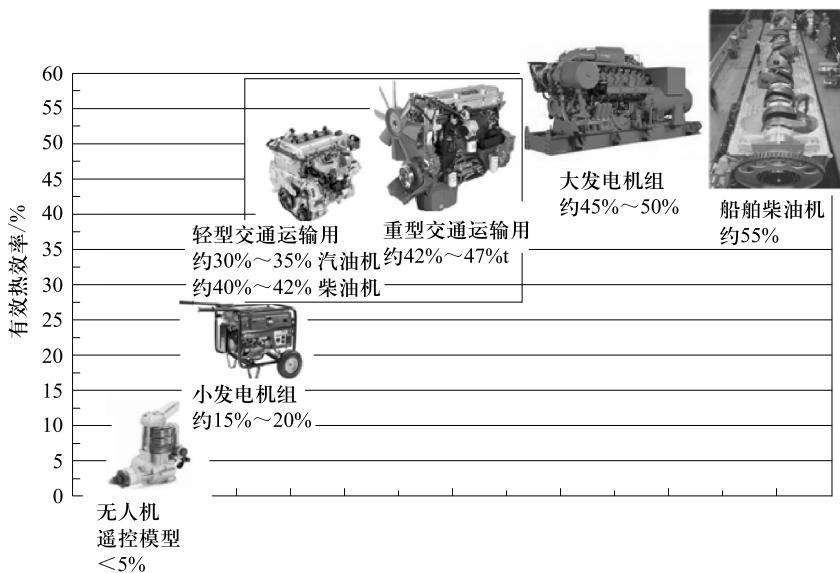 60
55
50
45
40
35
30
25
20
15
10
5
0
有效热效率/%
轻型交通运输用
约30%～35% 汽油机
约40%～42% 柴油机
重型交通运输用
约42%～47%t
大发电机组
约45%～50%
船舶柴油机
约55%
小发电机组
约15%～20%
无人机
遥控模型
＜5%